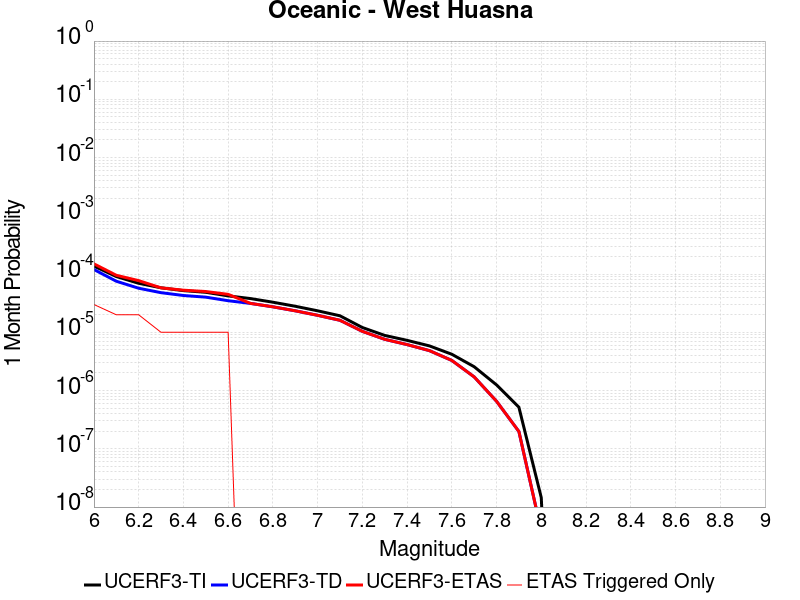 Oceanic - West Huasna
10^0
10^-1
10^-2
10^-3
10^-4
10^-5
10^-6
10^-7
10^-8
1 Month Probability
6 6.2 6.4 6.6 6.8 7 7.2 7.4 7.6 7.8 8 8.2 8.4 8.6 8.8 9
Magnitude
UCERF3-TI UCERF3-TD UCERF3-ETAS ETAS Triggered Only